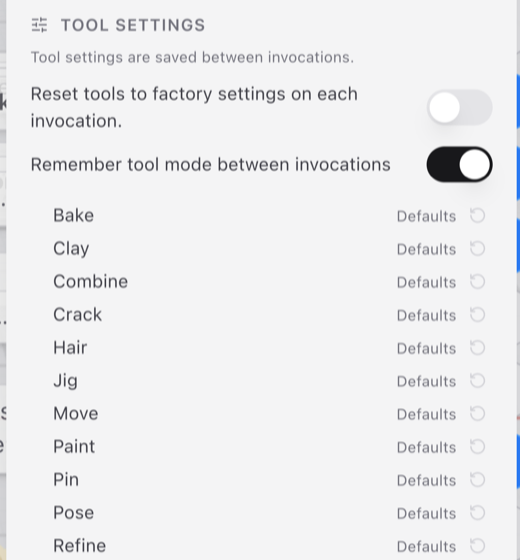 TOOL SETTINGS
Tool settings are saved between invocations.
Reset tools to factory settings on each
invocation.
Remember tool mode between invocations
Bake Defaults
Clay Defaults
Combine Defaults
Crack Defaults
Hair Defaults
Jig Defaults
Move Defaults
Paint Defaults
Pin Defaults
Pose Defaults
Refine Defaults